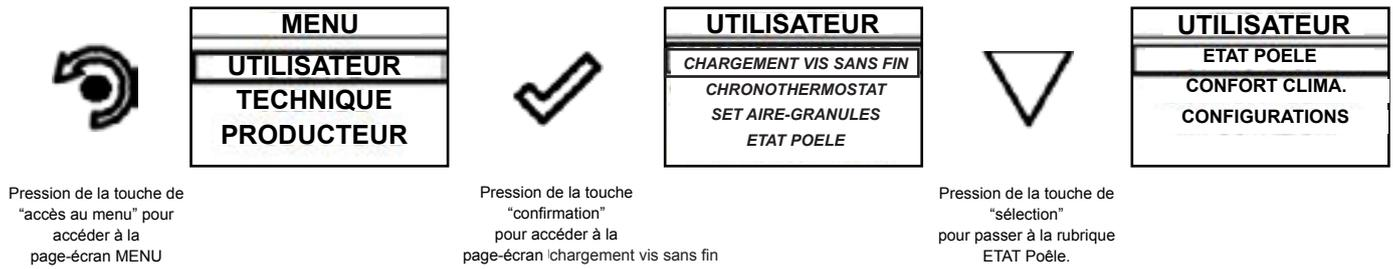 MENU
UTILISATEUR
TECHNIQUE
PRODUCTEUR
UTILISATEUR
CHARGEMENT VIS SANS FIN
CHRONOTHERMOSTAT
SET AIRE-GRANULES
ETAT POELE
UTILISATEUR
ETAT POELE
CONFORT CLIMA.
CONFIGURATIONS
Pression de la touche de
“accès au menu” pour
accéder à la
page-écran MENU
Pression de la touche
“confirmation”
pour accéder à la
page-écran chargement vis sans fin
Pression de la touche de
“sélection”
pour passer à la rubrique
ETAT Poêle.